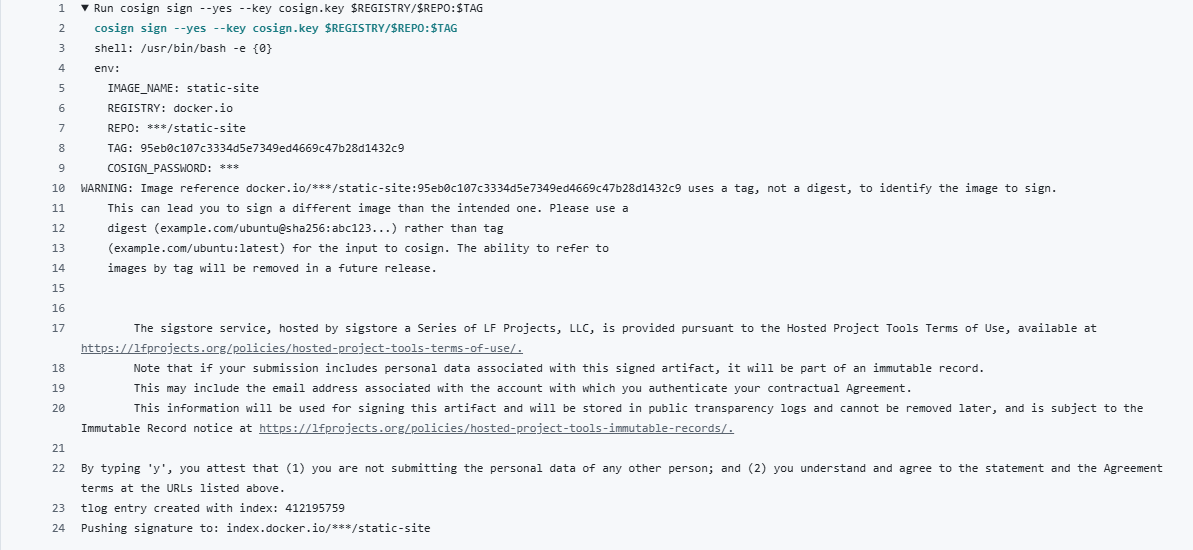 1 ▼ Run cosign sign --yes --key cosign.key $REGISTRY/$REPO:$TAG
2 cosign sign --yes --key cosign.key $REGISTRY/$REPO:$TAG
3 shell: /usr/bin/bash -e {0}
4 env:
5 IMAGE_NAME: static-site
6 REGISTRY: docker.io
7 REPO: ***/static-site
8 TAG: 95eb0c107c3334d5e7349ed4669c47b28d1432c9
9 COSIGN_PASSWORD: ***
10 WARNING: Image reference docker.io/***/static-site:95eb0c107c3334d5e7349ed4669c47b28d1432c9 uses a tag, not a digest, to identify the image to sign.
11 This can lead you to sign a different image than the intended one. Please use a
12 digest (example.com/ubuntu@sha256:abc123...) rather than tag
13 (example.com/ubuntu:latest) for the input to cosign. The ability to refer to
14 images by tag will be removed in a future release.
15
16
17 The sigstore service, hosted by sigstore a Series of LF Projects, LLC, is provided pursuant to the Hosted Project Tools Terms of Use, available at
https://lfprojects.org/policies/hosted-project-tools-terms-of-use/.
18 Note that if your submission includes personal data associated with this signed artifact, it will be part of an immutable record.
19 This may include the email address associated with the account with which you authenticate your contractual Agreement.
20 This information will be used for signing this artifact and will be stored in public transparency logs and cannot be removed later, and is subject to the
Immutable Record notice at https://lfprojects.org/policies/hosted-project-tools-immutable-records/.
21
22 By typing 'y', you attest that (1) you are not submitting the personal data of any other person; and (2) you understand and agree to the statement and the Agreement
terms at the URLs listed above.
23 tlog entry created with index: 412195759
24 Pushing signature to: index.docker.io/***/static-site